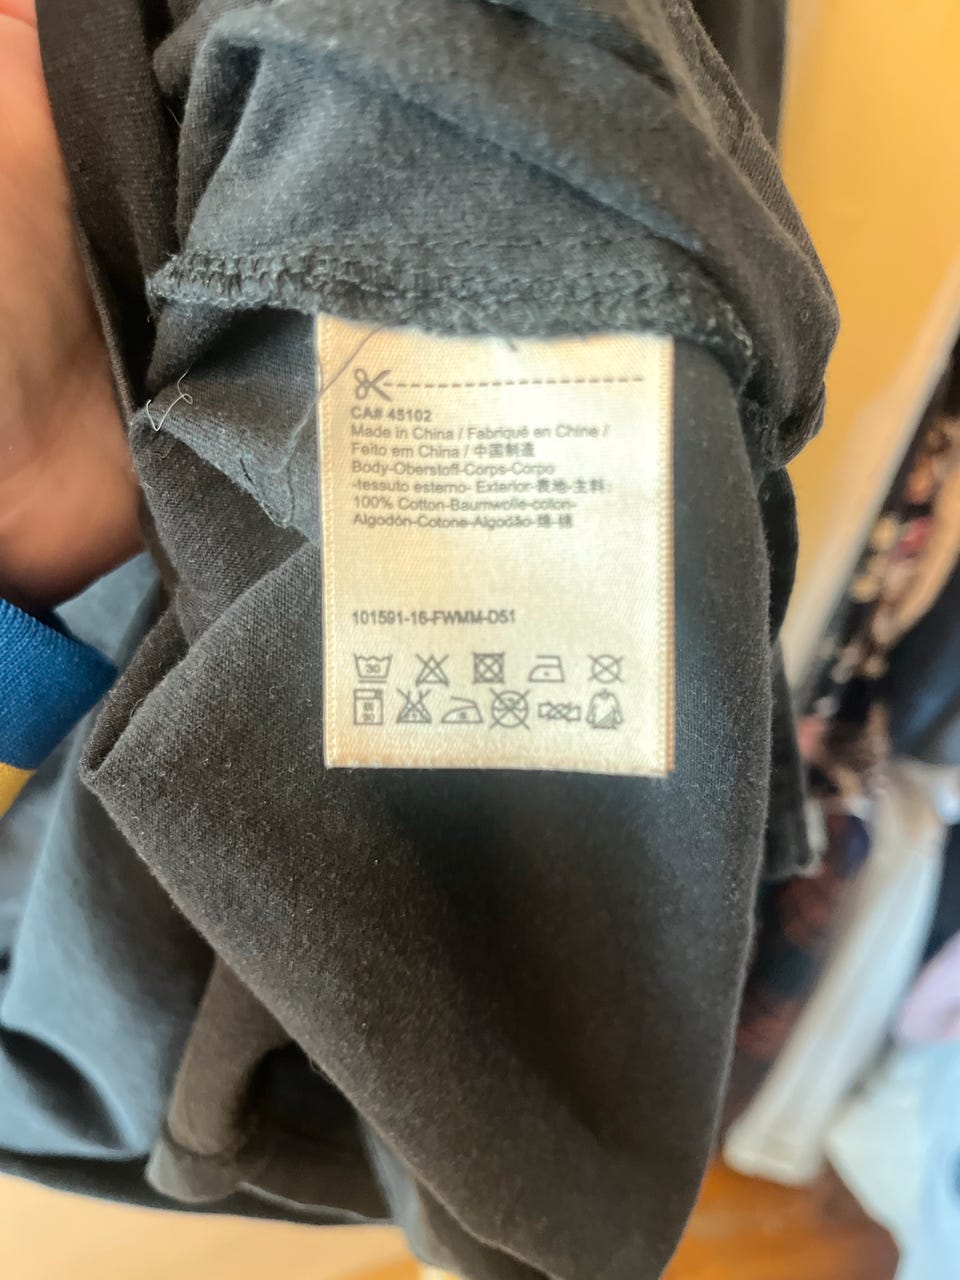 CA# 45102
Made in China / Fabriqué en Chine /
Feito em China / 中国制造
Body-Oberstoff-Corps-Corpo
-tessuto esterno- Exterior-表地-主料:
100% Cotton-Baumwolle-coton-
Algodón-Cotone-Algodão-綿-棉
101591-16-FWMM-D51
30